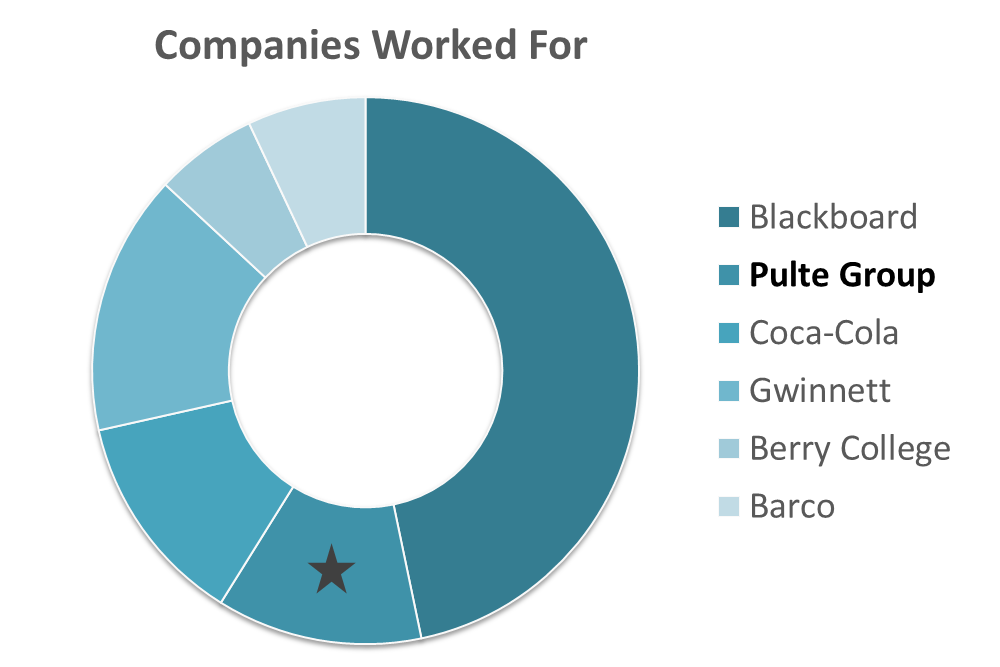 Companies Worked For
Blackboard
Pulte Group
Coca-Cola
Gwinnett
Berry College
Barco